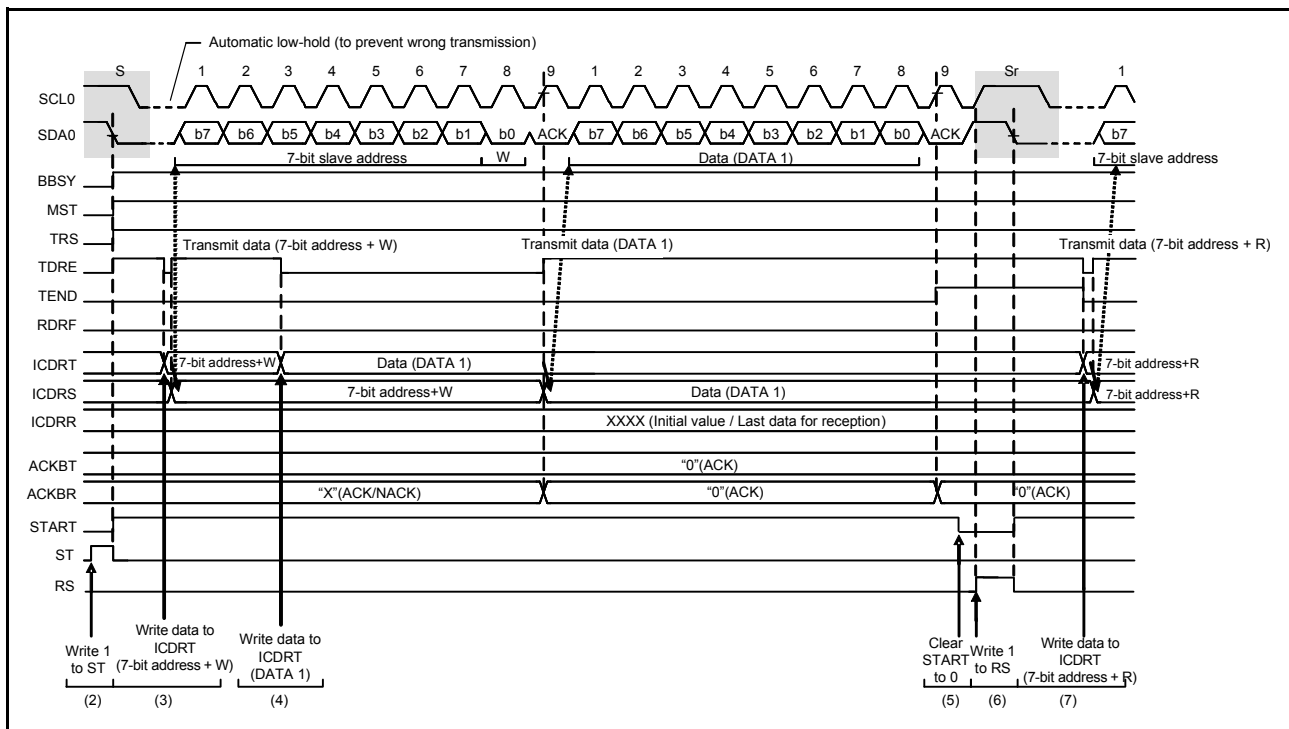 Automatic low-hold (to prevent wrong transmission)
S 1 2 3 4 5 6 7 8 9 1 2 3 4 5 6 7 8 9 Sr 1
SCL0
SDA0 b7 b6 b5 b4 b3 b2 b1 b0 ACK b7 b6 b5 b4 b3 b2 b1 b0 ACK b7
7-bit slave address W Data (DATA 1) 7-bit slave address
BBSY
MST
TRS
Transmit data (7-bit address + W) Transmit data (DATA 1) Transmit data (7-bit address + R)
TDRE
TEND
RDRF
ICDRT 7-bit address+W Data (DATA 1) 7-bit address+R
ICDRS 7-bit address+W Data (DATA 1) 7-bit address+R
ICDRR XXXX (Initial value / Last data for reception)
ACKBT “0”(ACK)
ACKBR “X”(ACK/NACK) “0”(ACK) “0”(ACK)
START
ST
RS
Write 1
to ST
Write data to
ICDRT
(7-bit address + W)
Write data to
ICDRT
(DATA 1)
Clear
START
to 0
Write 1
to RS
Write data to
ICDRT
(7-bit address + R)
(2) (3) (4) (5) (6) (7)